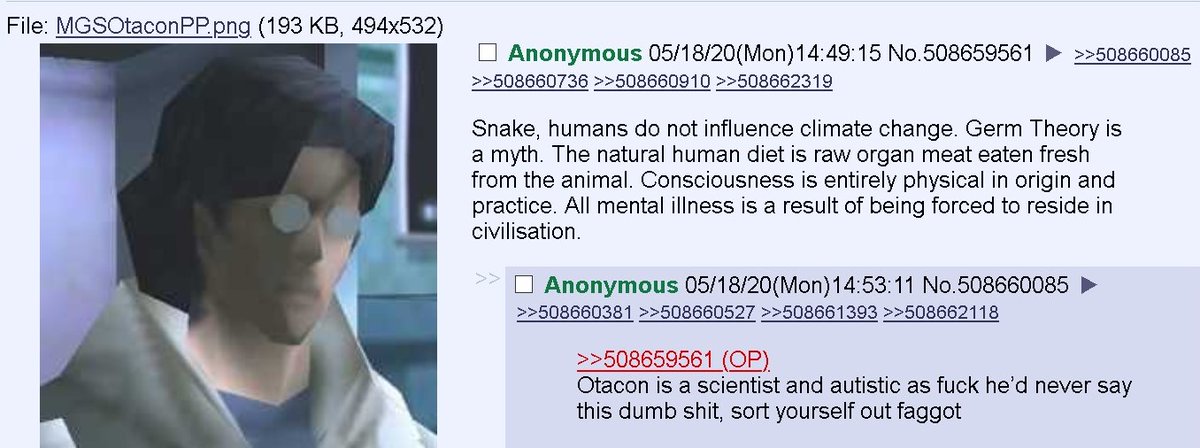 File: MGSOtaconPP.png (193 KB, 494x532)
Anonymous 05/18/20(Mon)14:49:15 No.508659561 ▶ >>508660085
>>508660736 >>508660910 >>508662319
Snake, humans do not influence climate change. Germ Theory is
a myth. The natural human diet is raw organ meat eaten fresh
from the animal. Consciousness is entirely physical in origin and
practice. All mental illness is a result of being forced to reside in
civilisation.
>> Anonymous 05/18/20(Mon)14:53:11 No.508660085 ▶
>>508660381 >>508660527 >>508661393 >>508662118
>>508659561 (OP)
Otacon is a scientist and autistic as fuck he'd never say
this dumb shit, sort yourself out faggot